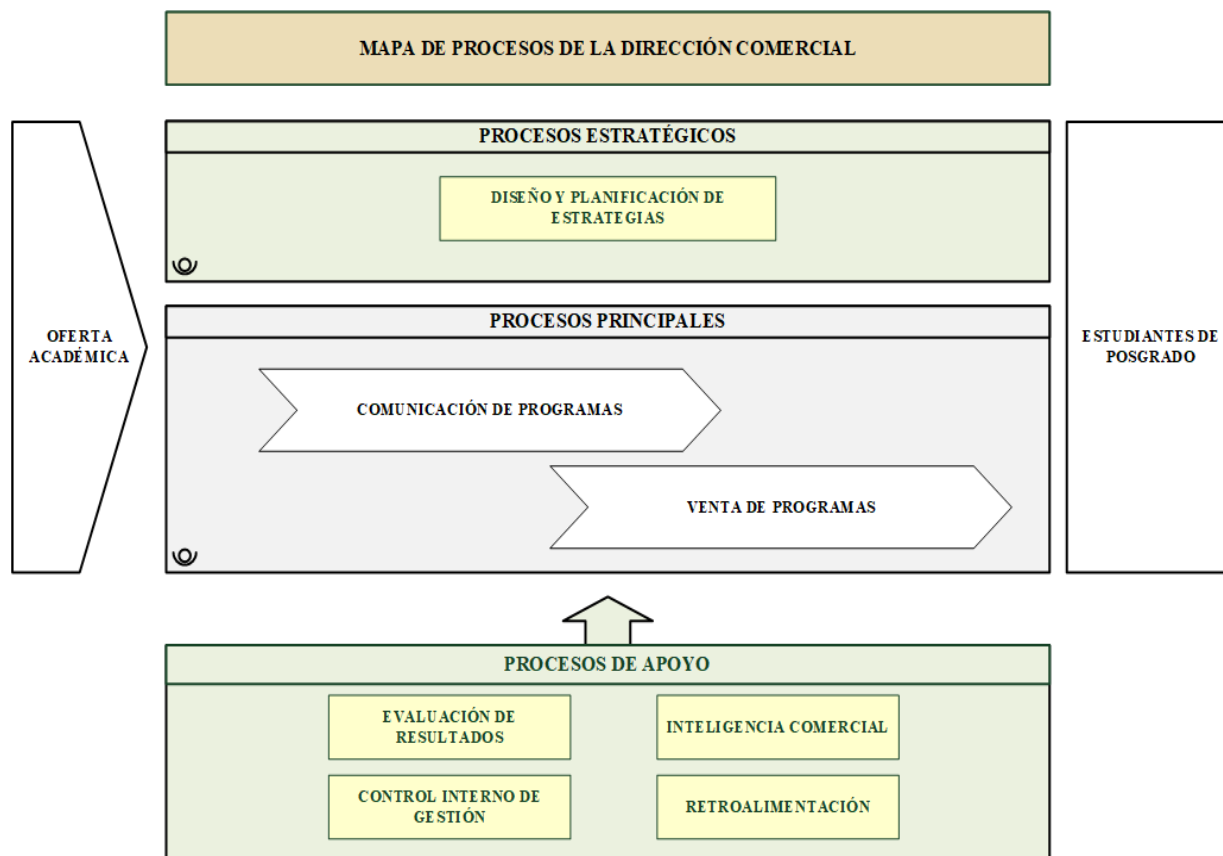 MAPA DE PROCESOS DE LA DIRECCIÓN COMERCIAL
PROCESOS ESTRATÉGICOS
DISEÑO Y PLANIFICACIÓN DE
ESTRATEGIAS
OFERTA
ACADÉMICA
PROCESOS PRINCIPALES
COMUNICACIÓN DE PROGRAMAS
VENTA DE PROGRAMAS
ESTUDIANTES DE
POSGRADO
PROCESOS DE APOYO
EVALUACIÓN DE
RESULTADOS
INTELIGENCIA COMERCIAL
CONTROL INTERNO DE
GESTIÓN
RETROALIMENTACIÓN